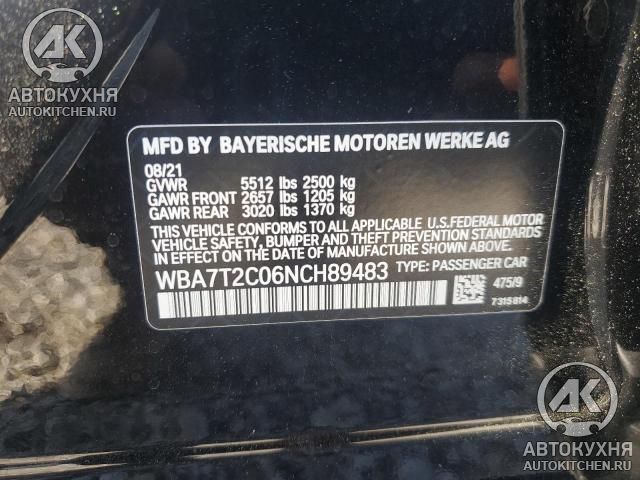 АК
АВТОКУХНЯ
AUTOKITCHEN.RU
MFD BY BAYERISCHE MOTOREN WERKE AG
08/21
GVWR 5512 lbs 2500 kg
GAWR FRONT 2657 lbs 1205 kg
GAWR REAR 3020 lbs 1370 kg
THIS VEHICLE CONFORMS TO ALL APPLICABLE U.S.FEDERAL MOTOR
VEHICLE SAFETY, BUMPER AND THEFT PREVENTION STANDARDS
IN EFFECT ON THE DATE OF MANUFACTURE SHOWN ABOVE.
WBA7T2C06NCH89483 TYPE: PASSENGER CAR
475/9
7315814
АК
АВТОКУХНЯ
AUTOKITCHEN.RU